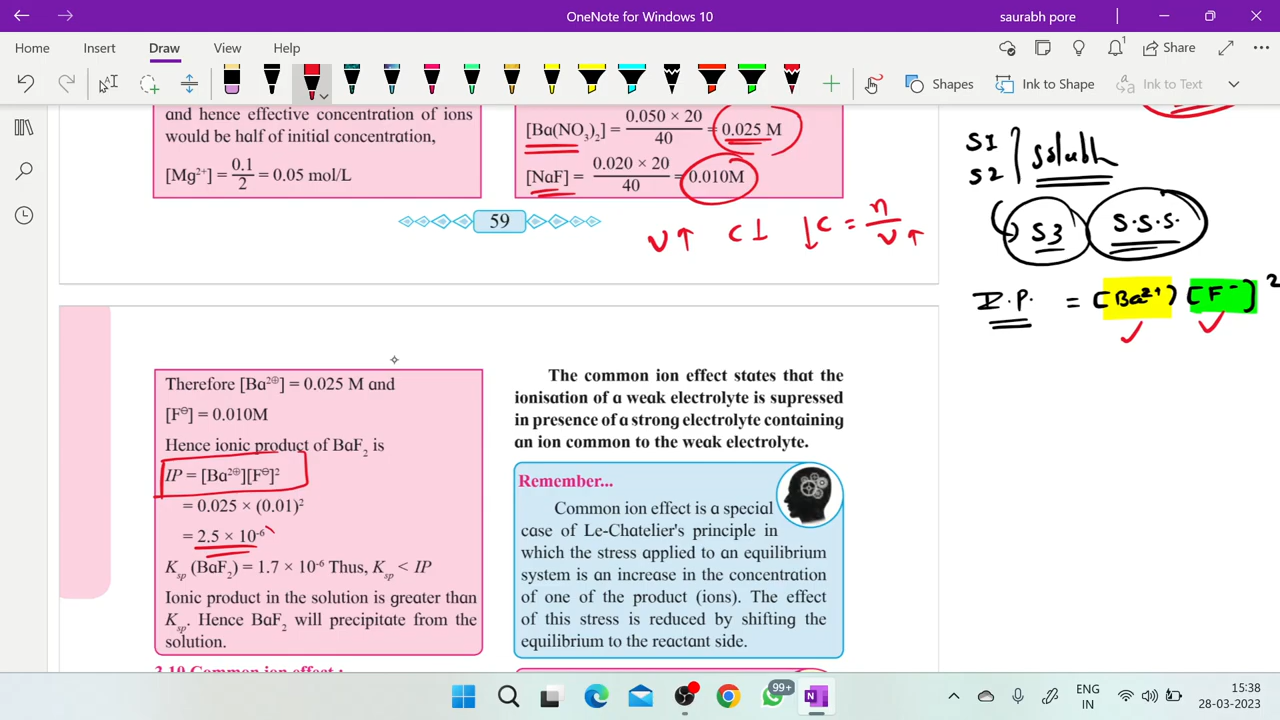 OneNote for Windows 10
saurabh pore
Home Insert Draw View Help
Share
Shapes
Ink to Shape
Ink to Text
and hence effective concentration of ions
would be half of initial concentration,
[Mg²⁺] = 0.1/2 = 0.05 mol/L
[Ba(NO₃)₂] = 0.050 × 20/40 = 0.025 M
[NaF] = 0.020 × 20/40 = 0.010M
59
V↑ C↓ ↓C = n/V↑
S1
S2
soluble
S3 S.S.S.
I.P. = [Ba²⁺) [F⁻]²
Therefore [Ba²⊕] = 0.025 M and
[F⊖] = 0.010M
Hence ionic product of BaF₂ is
IP = [Ba²⊕][F⊖]²
= 0.025 × (0.01)²
= 2.5 × 10⁻⁶
Ksp (BaF₂) = 1.7 × 10⁻⁶ Thus, Ksp < IP
Ionic product in the solution is greater than
Ksp. Hence BaF₂ will precipitate from the
solution.
The common ion effect states that the
ionisation of a weak electrolyte is supressed
in presence of a strong electrolyte containing
an ion common to the weak electrolyte.
Remember...
Common ion effect is a special
case of Le-Chatelier's principle in
which the stress applied to an equilibrium
system is an increase in the concentration
of one of the product (ions). The effect
of this stress is reduced by shifting the
equilibrium to the reactant side.
99+
ENG
IN
15:38
28-03-2023